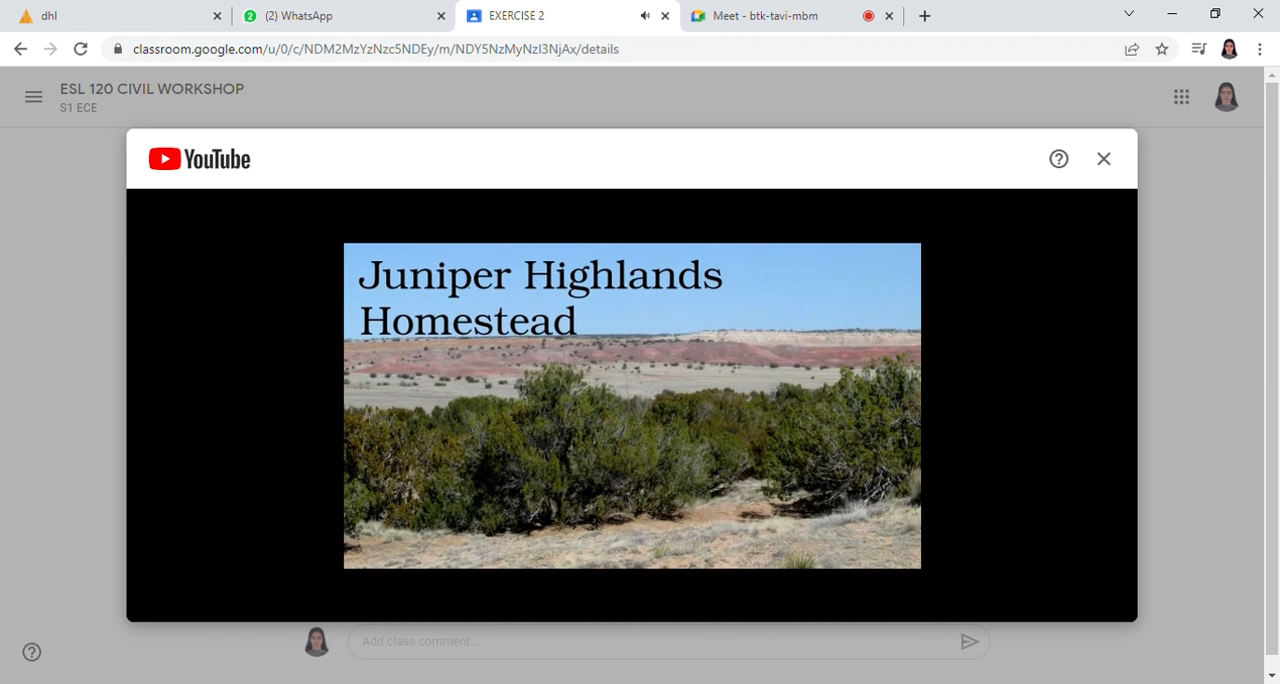 dhl
(2) WhatsApp
EXERCISE 2
Meet - btk-tavi-mbm
classroom.google.com/u/0/c/NDM2MzYzNzc5NDEy/m/NDY5NzMyNzI3NjAx/details
ESL 120 CIVIL WORKSHOP
S1 ECE
YouTube
Juniper Highlands
Homestead
Add class comment...